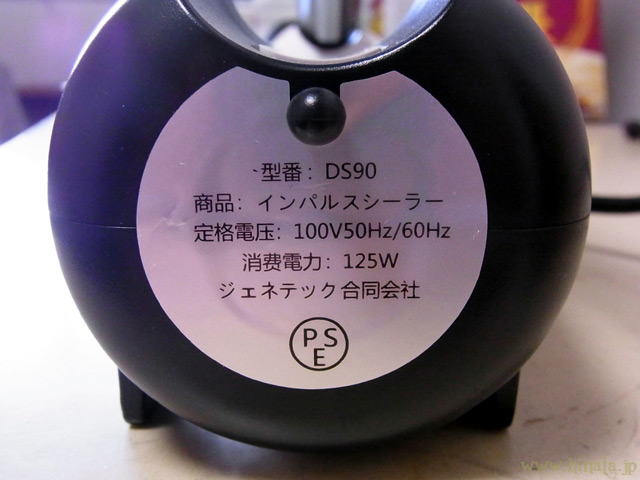 型番: DS90
商品: インパルスシーラー
定格電圧: 100V50Hz/60Hz
消費電力: 125W
ジェネテック合同会社
PS
E